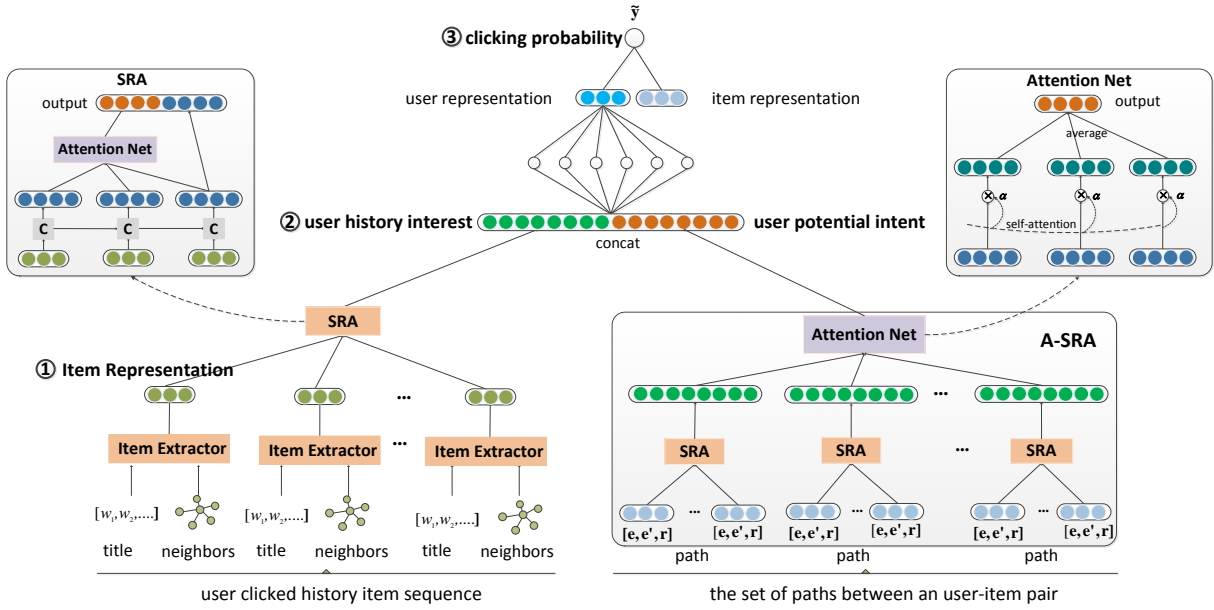 ỹ
③ clicking probability
SRA
output
Attention Net
C C C
user representation
item representation
Attention Net
output
average
α α α
self-attention
② user history interest
user potential intent
concat
SRA
① Item Representation
...
Item Extractor Item Extractor ... Item Extractor
[w₁, w₂,....] [w₁, w₂,....] [w₁, w₂,....]
title neighbors title neighbors title neighbors
user clicked history item sequence
Attention Net
A-SRA
...
SRA SRA ... SRA
... ... ...
[e, e', r] [e, e', r] [e, e', r] [e, e', r] [e, e', r] [e, e', r]
path path path
the set of paths between an user-item pair